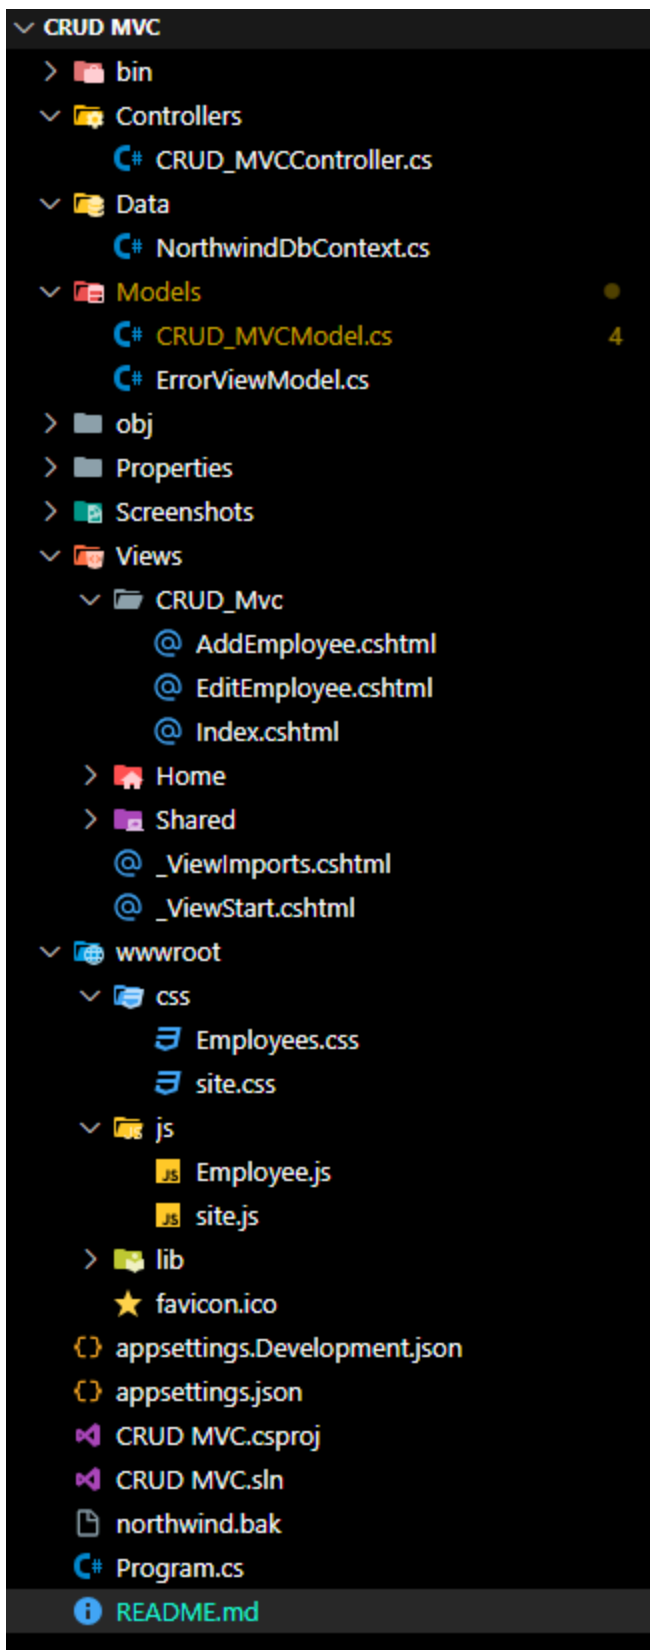 CRUD MVC
bin
Controllers
C# CRUD_MVCController.cs
Data
C# NorthwindDbContext.cs
Models
C# CRUD_MVCModel.cs 4
C# ErrorViewModel.cs
obj
Properties
Screenshots
Views
CRUD_Mvc
@ AddEmployee.cshtml
@ EditEmployee.cshtml
@ Index.cshtml
Home
Shared
@ _ViewImports.cshtml
@ _ViewStart.cshtml
wwwroot
css
Employees.css
site.css
js
JS Employee.js
JS site.js
lib
favicon.ico
{} appsettings.Development.json
{} appsettings.json
CRUD MVC.csproj
CRUD MVC.sln
northwind.bak
C# Program.cs
README.md